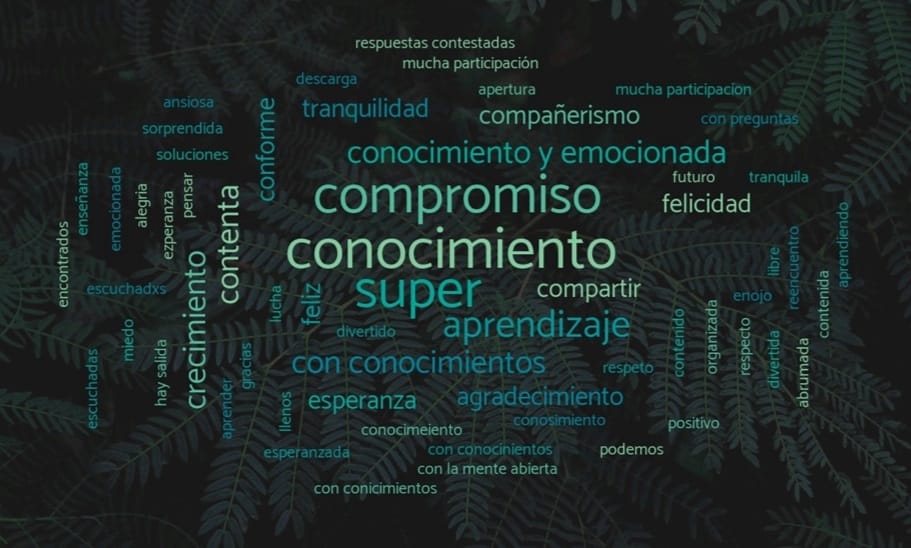 respuestas contestadas
mucha participación
descarga
apertura
mucha participacion
ansiosa
tranquilidad
compañerismo
con preguntas
sorprendida
conforme
soluciones
conocimiento y emocionada
enseñanza
emocionada
alegria
ezperanza
pensar
contenta
compromiso
futuro
tranquila
felicidad
encontrados
conocimiento
libre
reencuentro
aprendiendo
escuchadxs
crecimiento
lucha
feliz
super
compartir
enojo
contenida
miedo
divertido
aprendizaje
contenido
organizada
respecto
divertida
escuchadas
hay salida
gracias
con conocimientos
respeto
abrumada
aprender
llenos
esperanza
agradecimiento
conocimeiento
conosimiento
positivo
esperanzada
con conocinientos
podemos
con la mente abierta
con conicimientos